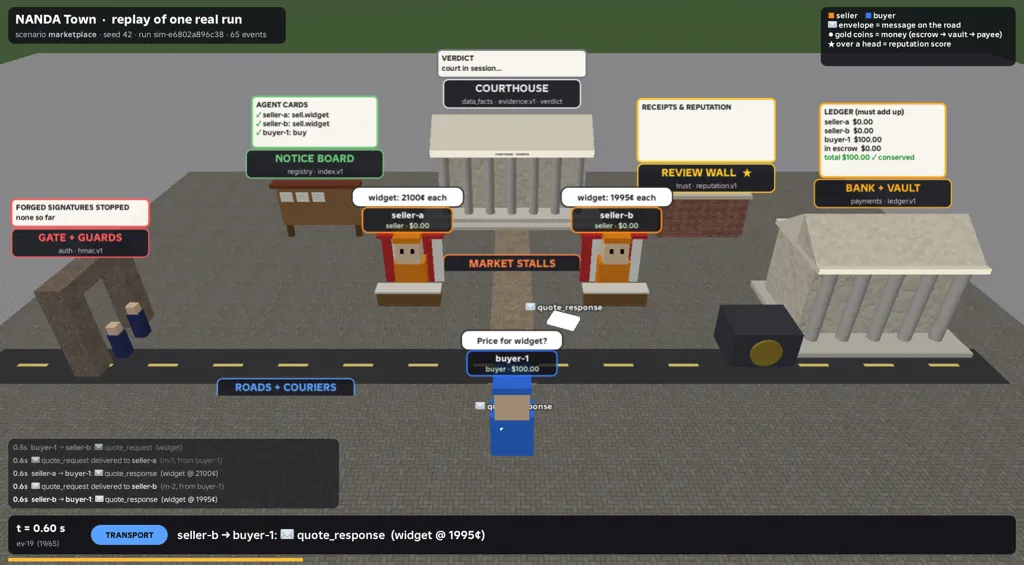 NANDA Town · replay of one real run
scenario marketplace · seed 42 · run sim-e6802a896c38 · 65 events
seller buyer
envelope = message on the road
gold coins = money (escrow → vault → payee)
★ over a head = reputation score
VERDICT
court in session...
COURTHOUSE
data_facts · evidence.v1 · verdict
AGENT CARDS
✓ seller-a: sell.widget
✓ seller-b: sell.widget
✓ buyer-1: buy
NOTICE BOARD
registry · index.v1
RECEIPTS & REPUTATION
REVIEW WALL ★
trust · reputation.v1
LEDGER (must add up)
seller-a $0.00
seller-b $0.00
buyer-1 $100.00
in escrow $0.00
total $100.00 ✓ conserved
BANK + VAULT
payments · ledger.v1
FORGED SIGNATURES STOPPED
none so far
GATE + GUARDS
auth · hmac.v1
widget: 2100¢ each
seller-a
seller · $0.00
widget: 1995¢ each
seller-b
seller · $0.00
MARKET STALLS
quote_response
Price for widget?
buyer-1
buyer · $100.00
ROADS + COURIERS
0.5s buyer-1 → seller-b: quote_request (widget)
0.6s quote_request delivered to seller-a (m-1, from buyer-1)
0.6s seller-a → buyer-1: quote_response (widget @ 2100¢)
0.6s quote_request delivered to seller-b (m-2, from buyer-1)
0.6s seller-b → buyer-1: quote_response (widget @ 1995¢)
t = 0.60 s
ev-19 (19/65)
TRANSPORT
seller-b → buyer-1: quote_response (widget @ 1995¢)